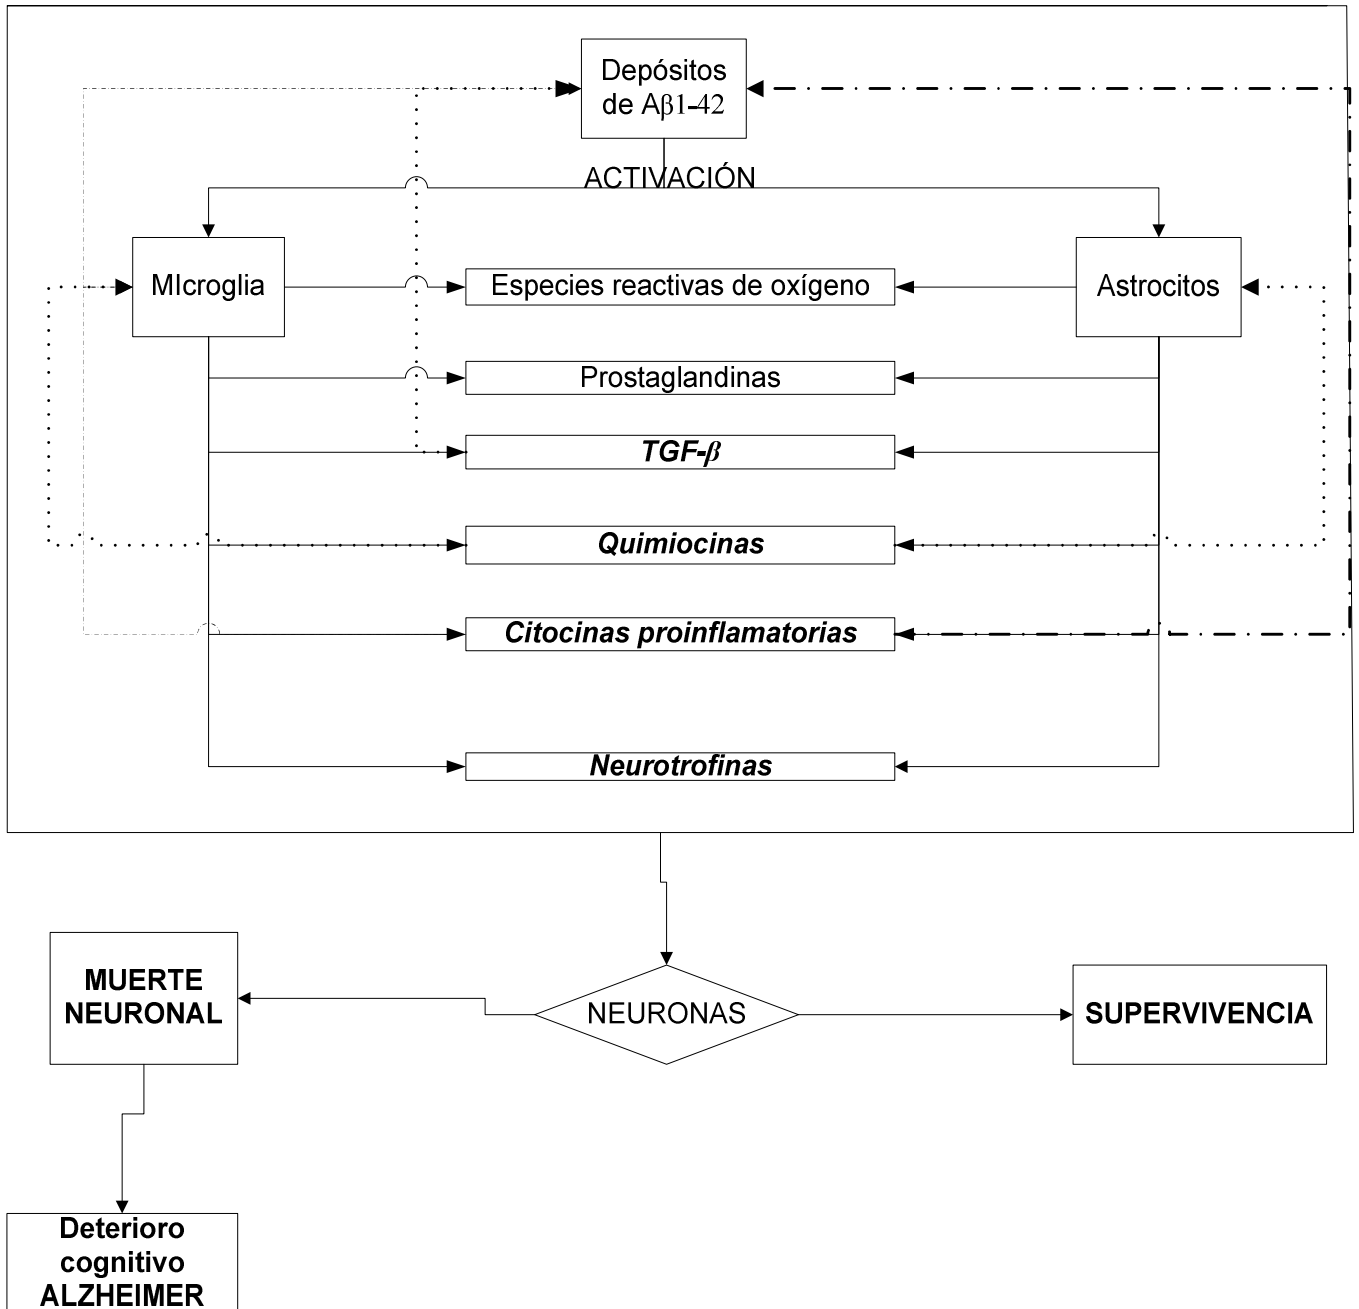 Depósitos
de Aβ1-42
ACTIVACIÓN
MIcroglia
Especies reactivas de oxígeno
Astrocitos
Prostaglandinas
TGF-β
Quimiocinas
Citocinas proinflamatorias
Neurotrofinas
MUERTE
NEURONAL
NEURONAS
SUPERVIVENCIA
Deterioro
cognitivo
ALZHEIMER